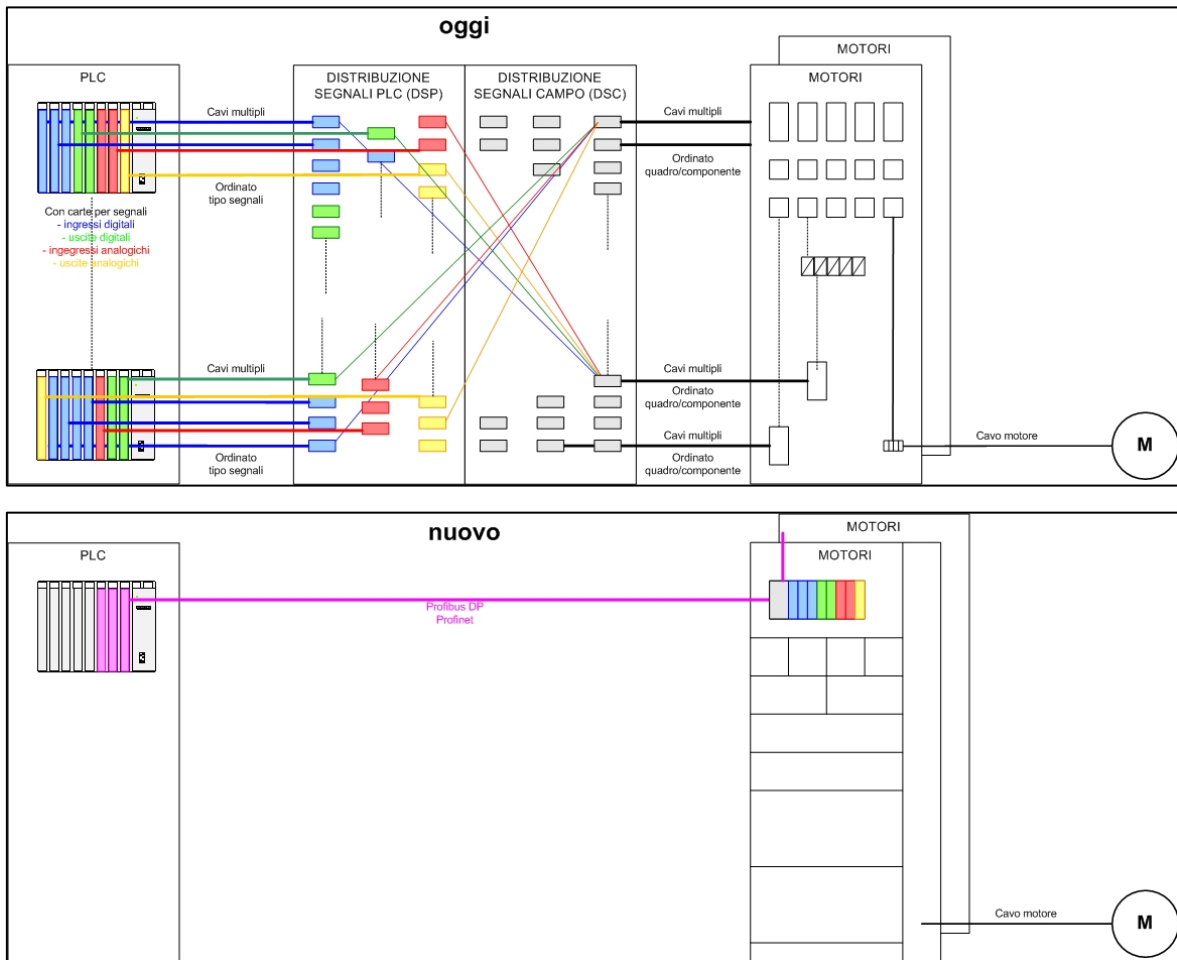 oggi
MOTORI
PLC
DISTRIBUZIONE
SEGNALI PLC (DSP)
DISTRIBUZIONE
SEGNALI CAMPO (DSC)
MOTORI
Cavi multipli
Cavi multipli
Ordinato
tipo segnali
Ordinato
quadro/componente
Con carte per segnali
- ingressi digitali
- uscite digitali
- ingegressi analogichi
- uscite analogichi
Cavi multipli
Cavi multipli
Ordinato
quadro/componente
Ordinato
tipo segnali
Cavi multipli
Ordinato
quadro/componente
Cavo motore
M
nuovo
MOTORI
PLC
MOTORI
Profibus DP
Profinet
Cavo motore
M